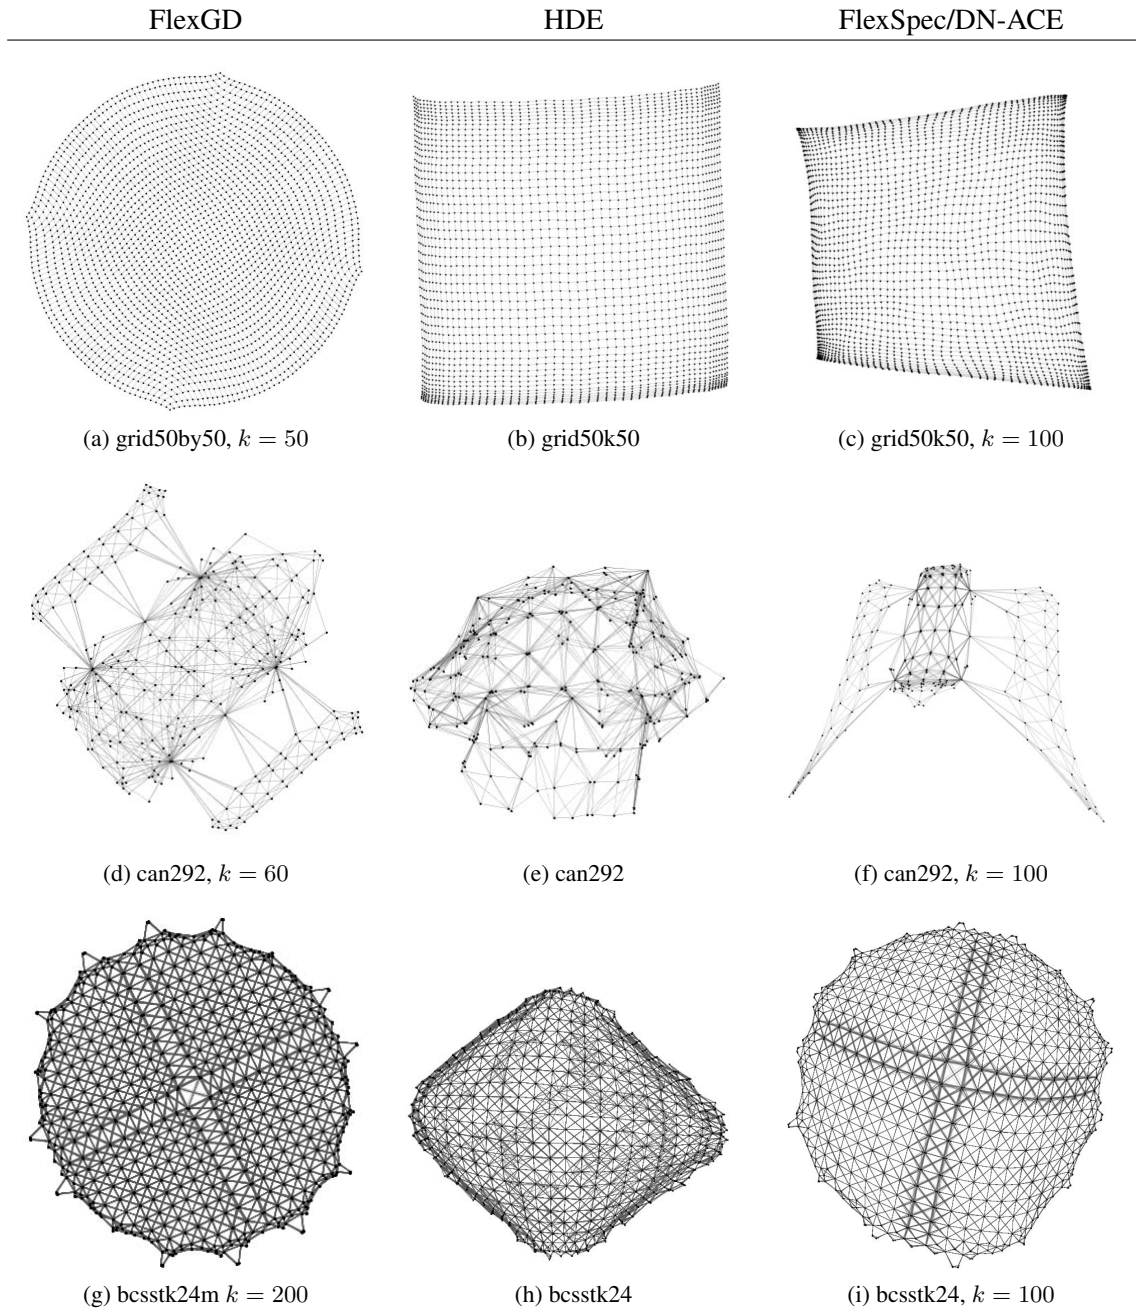 FlexGD HDE FlexSpec/DN-ACE
(a) grid50by50, k = 50 (b) grid50k50 (c) grid50k50, k = 100
(d) can292, k = 60 (e) can292 (f) can292, k = 100
(g) bcsstk24m k = 200 (h) bcsstk24 (i) bcsstk24, k = 100